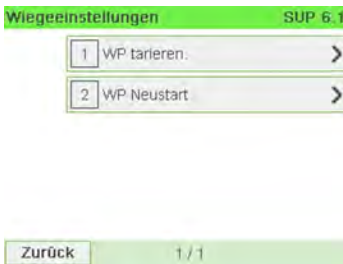 Wiegeeinstellungen SUP 6.1
1 WP tarieren
2 WP Neustart
Zurück 1/1